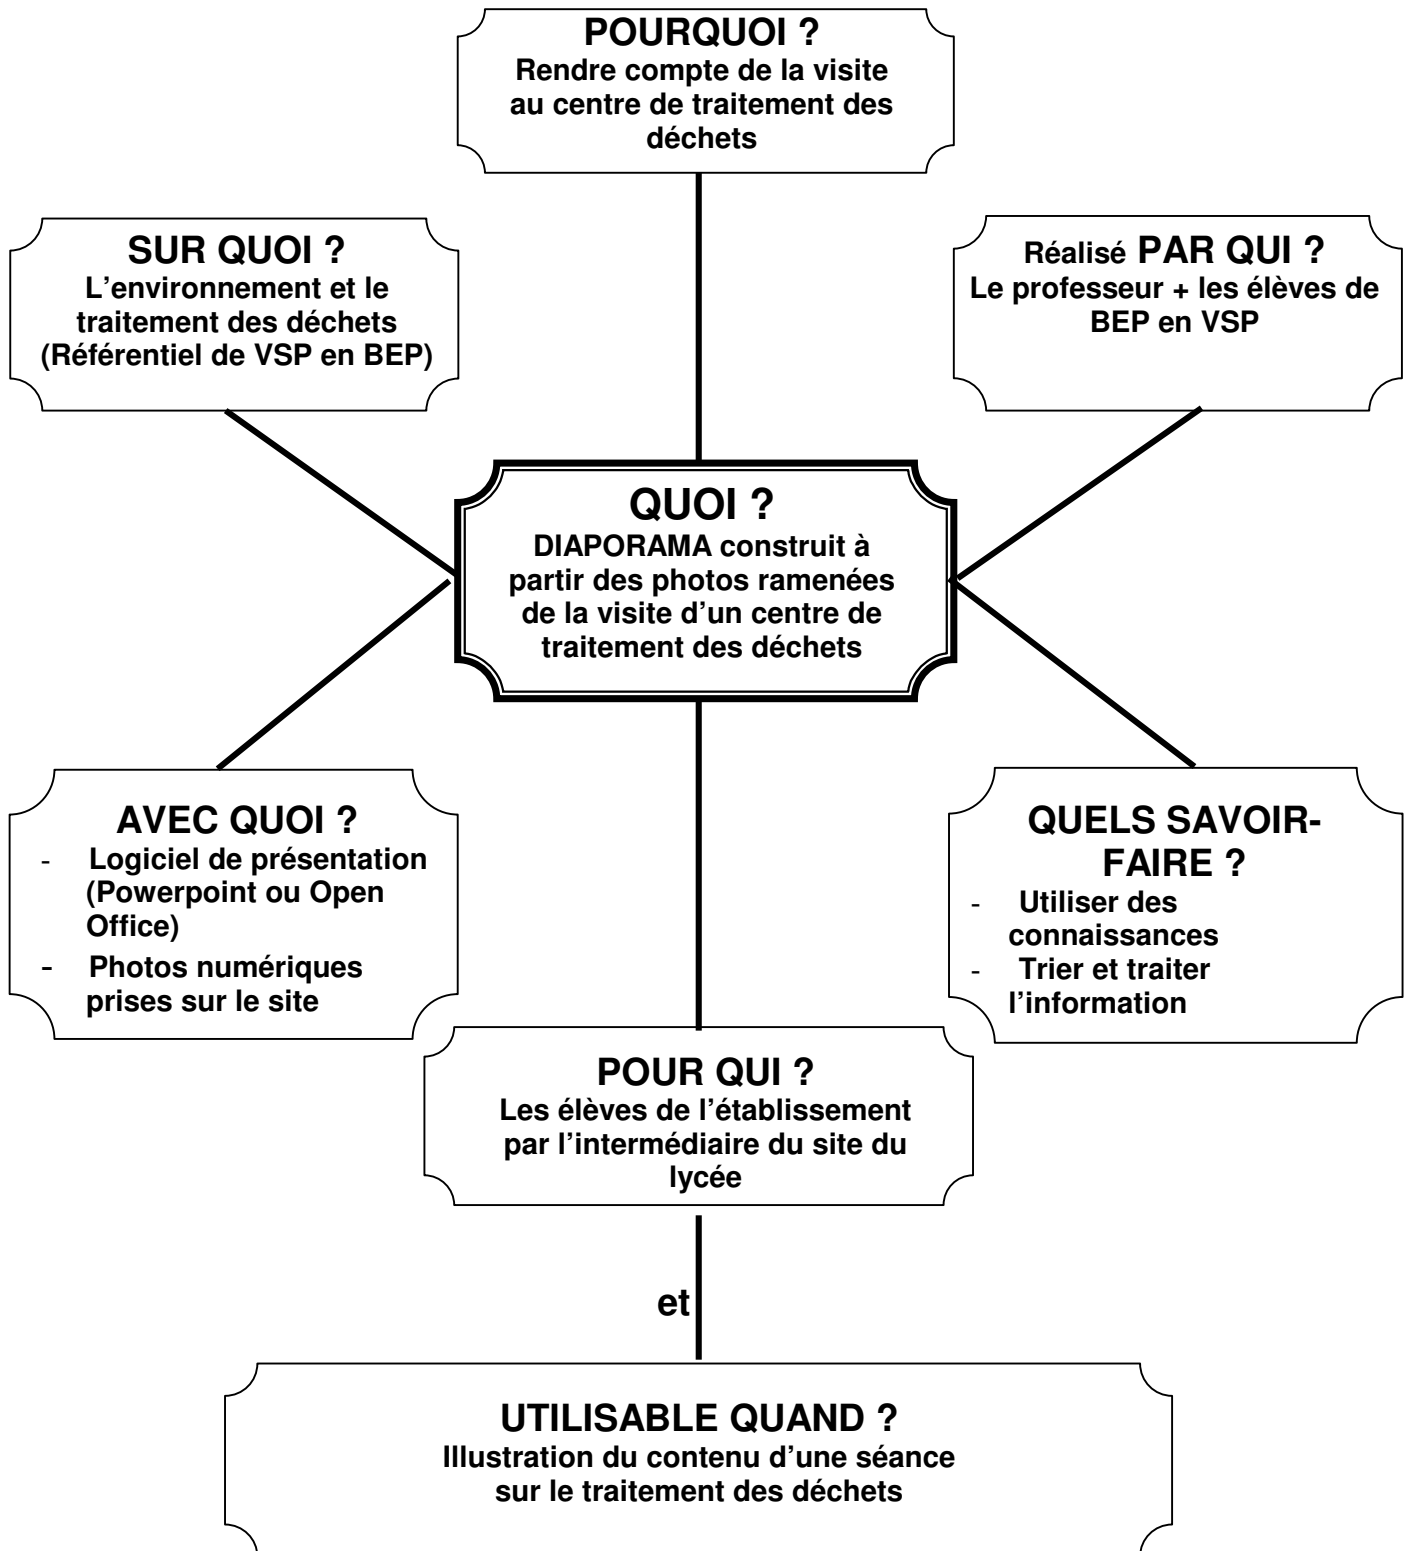 POURQUOI ?
Rendre compte de la visite
au centre de traitement des
déchets
SUR QUOI ?
L'environnement et le
traitement des déchets
(Référentiel de VSP en BEP)
Réalisé PAR QUI ?
Le professeur + les élèves de
BEP en VSP
QUOI ?
DIAPORAMA construit à
partir des photos ramenées
de la visite d'un centre de
traitement des déchets
AVEC QUOI ?
- Logiciel de présentation
(Powerpoint ou Open
Office)
- Photos numériques
prises sur le site
QUELS SAVOIR-
FAIRE ?
- Utiliser des
connaissances
- Trier et traiter
l'information
POUR QUI ?
Les élèves de l'établissement
par l'intermédiaire du site du
lycée
et
UTILISABLE QUAND ?
Illustration du contenu d'une séance
sur le traitement des déchets